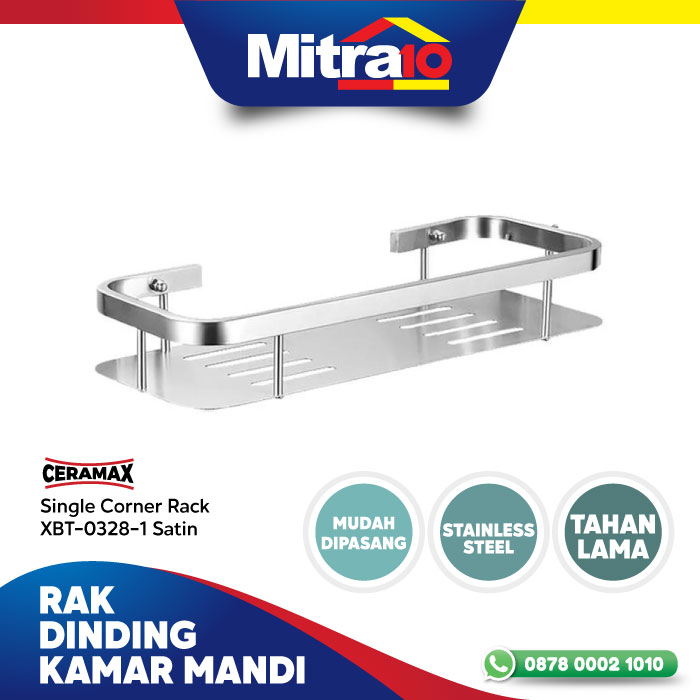 Mitra10
CERAMAX
Single Corner Rack
XBT-0328-1 Satin
MUDAH
DIPASANG
STAINLESS
STEEL
TAHAN
LAMA
RAK
DINDING
KAMAR MANDI
0878 0002 1010